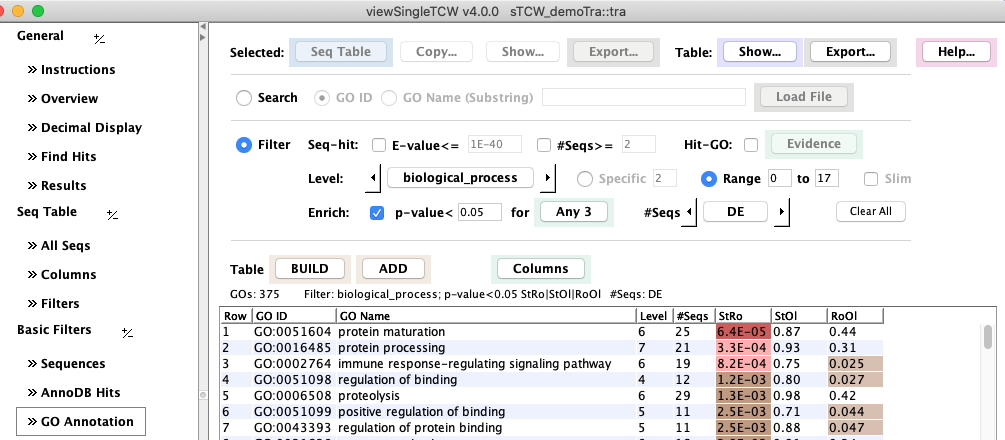 viewSingleTCW v4.0.0 sTCW_demoTra::tra
General +/-
» Instructions
» Overview
» Decimal Display
» Find Hits
» Results
Seq Table +/-
» All Seqs
» Columns
» Filters
Basic Filters +/-
» Sequences
» AnnoDB Hits
» GO Annotation
Selected: Seq Table Copy... Show... Export... Table: Show... Export... Help...
Search GO ID GO Name (Substring) Load File
Filter Seq-hit: E-value<= 1E-40 #Seqs>= 2 Hit-GO: Evidence
Level: biological_process Specific 2 Range 0 to 17 Slim
Enrich: p-value< 0.05 for Any 3 #Seqs DE Clear All
Table BUILD ADD Columns
GOs: 375 Filter: biological_process; p-value<0.05 StRo|StOl|RoOl #Seqs: DE
Row GO ID GO Name Level #Seqs StRo StOl RoOl
1 GO:0051604 protein maturation 6 25 6.4E-05 0.87 0.44
2 GO:0016485 protein processing 7 21 3.3E-04 0.93 0.31
3 GO:0002764 immune response-regulating signaling pathway 6 19 8.2E-04 0.75 0.025
4 GO:0051098 regulation of binding 4 12 1.2E-03 0.80 0.027
5 GO:0006508 proteolysis 6 29 1.3E-03 0.98 0.42
6 GO:0051099 positive regulation of binding 5 11 2.5E-03 0.71 0.044
7 GO:0043393 regulation of protein binding 5 11 2.5E-03 0.88 0.047